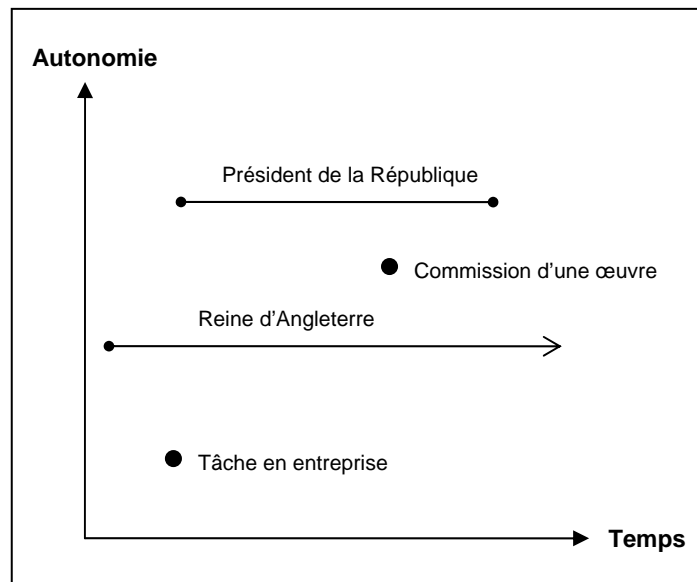 Autonomie
Président de la République
Commission d’une œuvre
Reine d’Angleterre
Tâche en entreprise
Temps